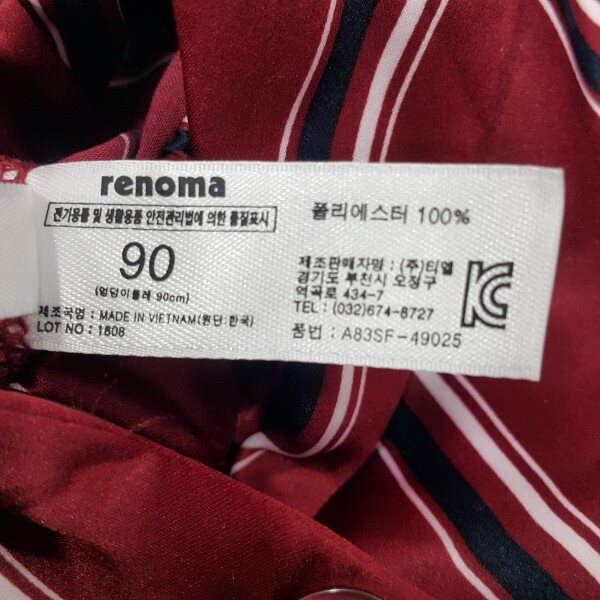 renoma
전기용품 및 생활용품 안전관리법에 의한 품질표시
90
(엉덩이둘레 90cm)
제조국명 : MADE IN VIETNAM(원단:한국)
LOT NO : 1808
폴리에스터 100%
제조판매자명 : (주)티엘
경기도 부천시 오정구
역곡로 434-7
TEL : (032)674-8727
품번 : A83SF-49025
KC